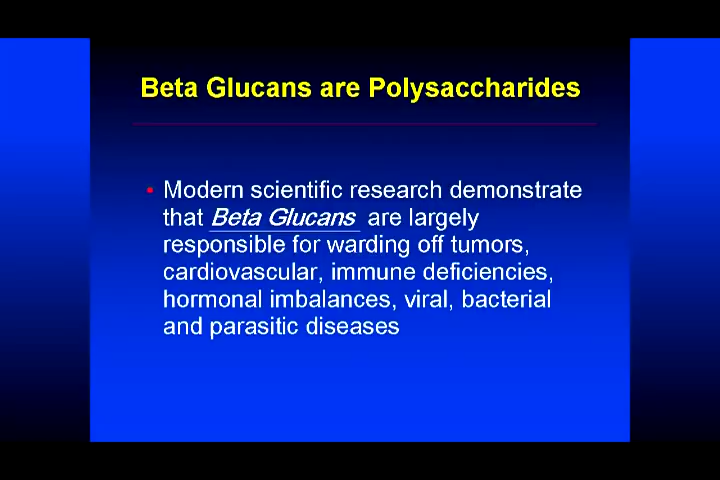 Beta Glucans are Polysaccharides
• Modern scientific research demonstrate
that Beta Glucans are largely
responsible for warding off tumors,
cardiovascular, immune deficiencies,
hormonal imbalances, viral, bacterial
and parasitic diseases